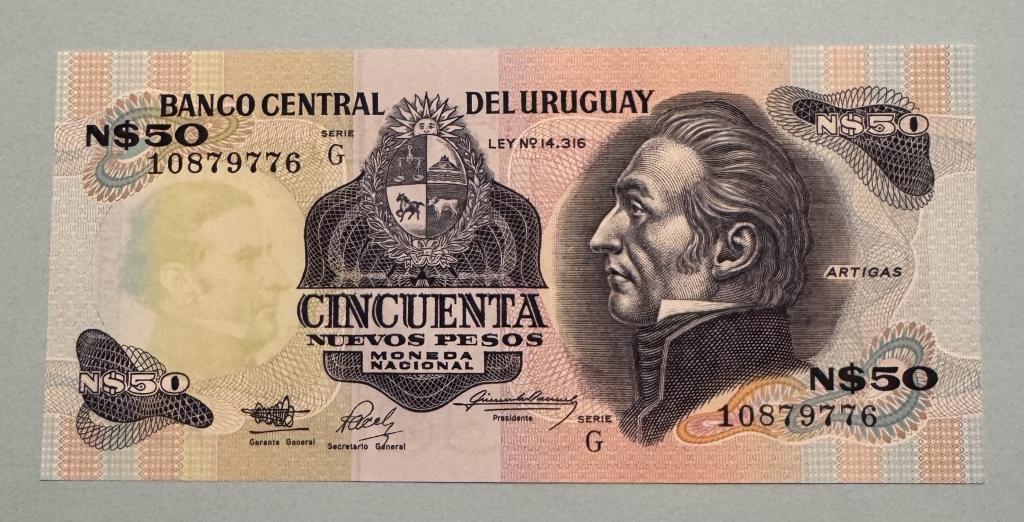 BANCO CENTRAL DEL URUGUAY
N$50
N$50
10879776
SERIE
G
LEY Nº 14.316
ARTIGAS
CINCUENTA
NUEVOS PESOS
MONEDA
NACIONAL
N$50
N$50
10879776
SERIE
G
Gerente General
Secretario General
Presidente